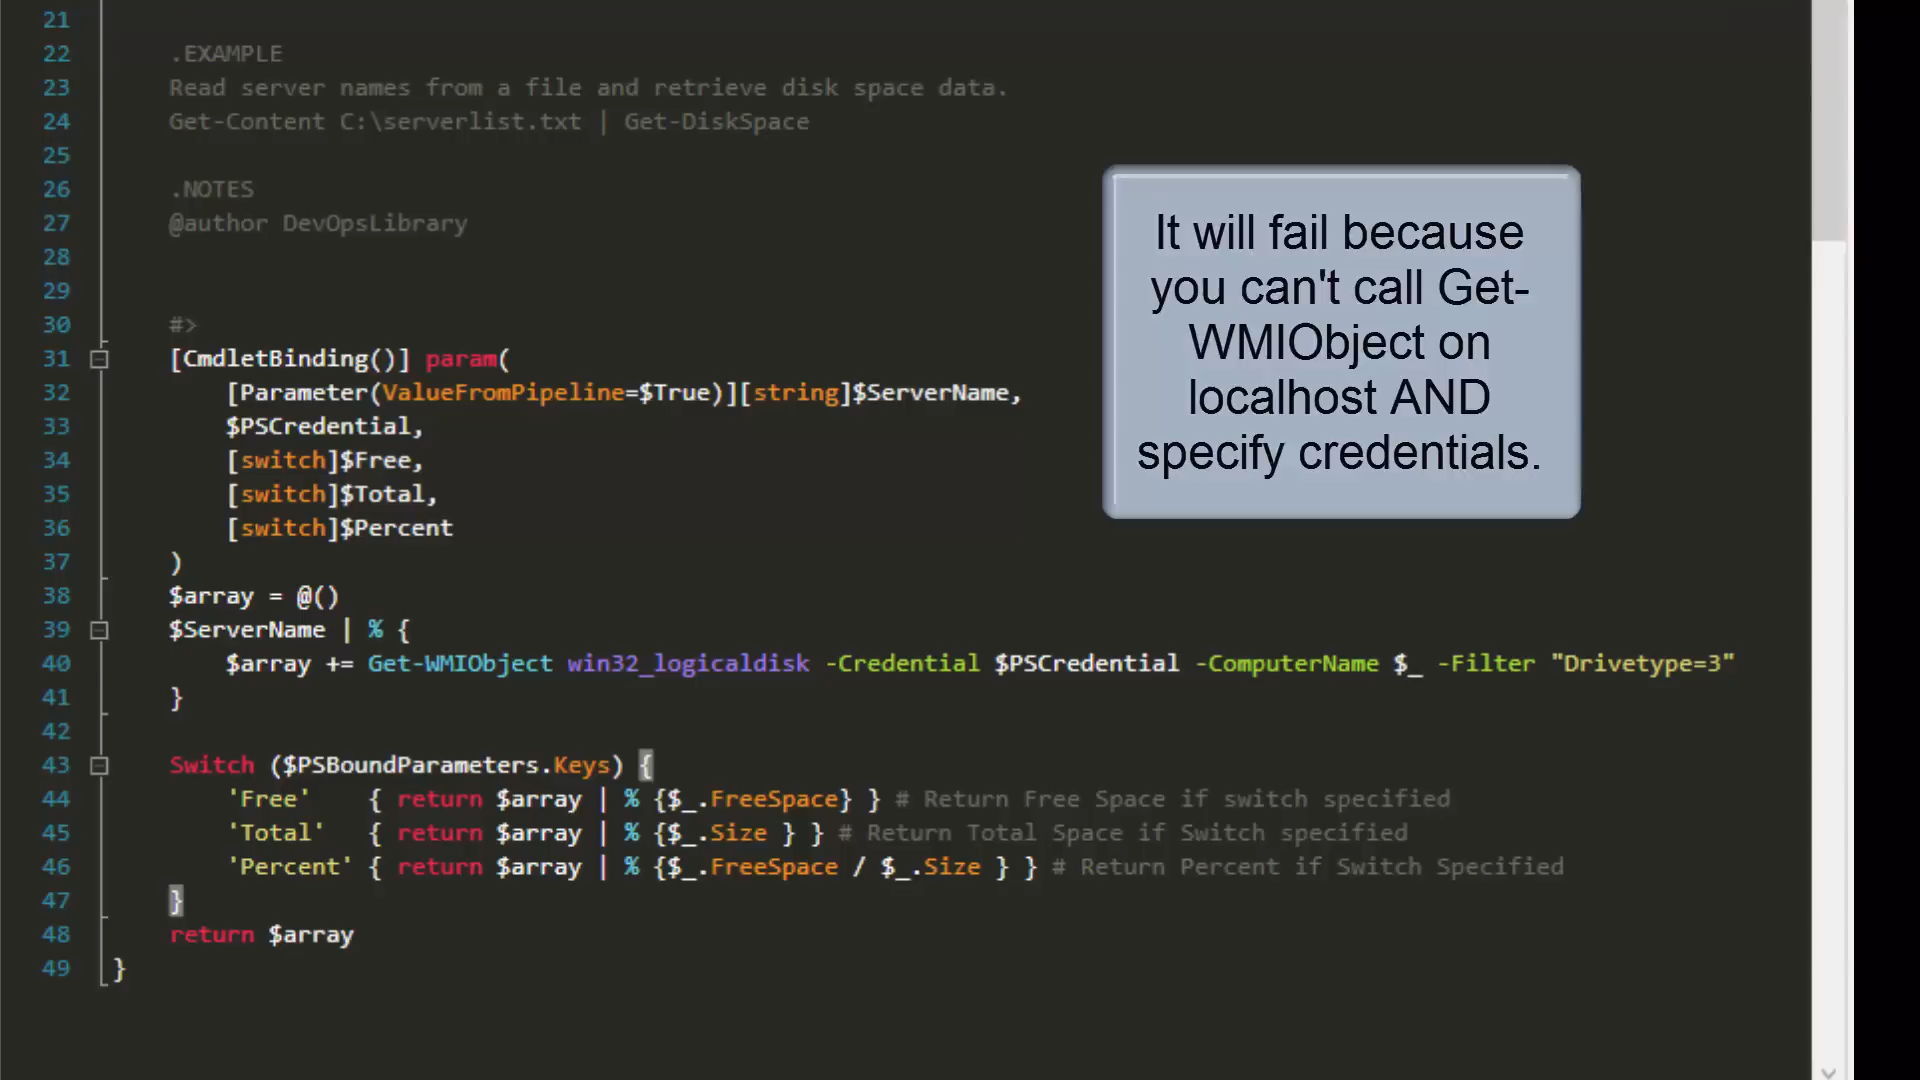 21
22 .EXAMPLE
23 Read server names from a file and retrieve disk space data.
24 Get-Content C:\serverlist.txt | Get-DiskSpace
25
26 .NOTES
27 @author DevOpsLibrary
28
29
30 #>
31 [CmdletBinding()] param(
32 [Parameter(ValueFromPipeline=$True)][string]$ServerName,
33 $PSCredential,
34 [switch]$Free,
35 [switch]$Total,
36 [switch]$Percent
37 )
38 $array = @()
39 $ServerName | % {
40 $array += Get-WMIObject win32_logicaldisk -Credential $PSCredential -ComputerName $_ -Filter "Drivetype=3"
41 }
42
43 Switch ($PSBoundParameters.Keys) {
44 'Free' { return $array | % {$_.FreeSpace} } # Return Free Space if switch specified
45 'Total' { return $array | % {$_.Size } } # Return Total Space if Switch specified
46 'Percent' { return $array | % {$_.FreeSpace / $_.Size } } # Return Percent if Switch Specified
47 }
48 return $array
49 }
It will fail because
you can't call Get-
WMIObject on
localhost AND
specify credentials.